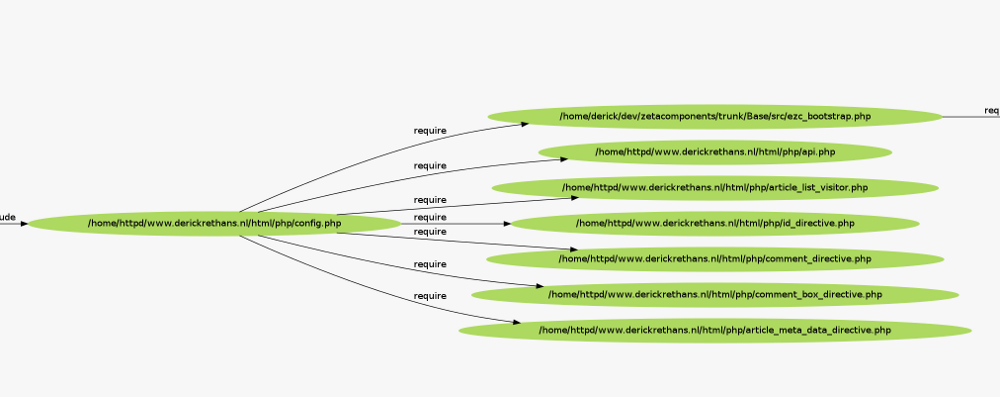 ude
/home/httpd/www.derickrethans.nl/html/php/config.php
require
require
require
require
require
require
require
/home/derick/dev/zetacomponents/trunk/Base/src/ezc_bootstrap.php
req
/home/httpd/www.derickrethans.nl/html/php/api.php
/home/httpd/www.derickrethans.nl/html/php/article_list_visitor.php
/home/httpd/www.derickrethans.nl/html/php/id_directive.php
/home/httpd/www.derickrethans.nl/html/php/comment_directive.php
/home/httpd/www.derickrethans.nl/html/php/comment_box_directive.php
/home/httpd/www.derickrethans.nl/html/php/article_meta_data_directive.php